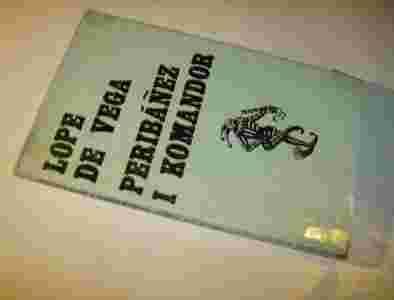 LOPE
DE VEGA
PERIBÁÑEZ
I KOMANDOR